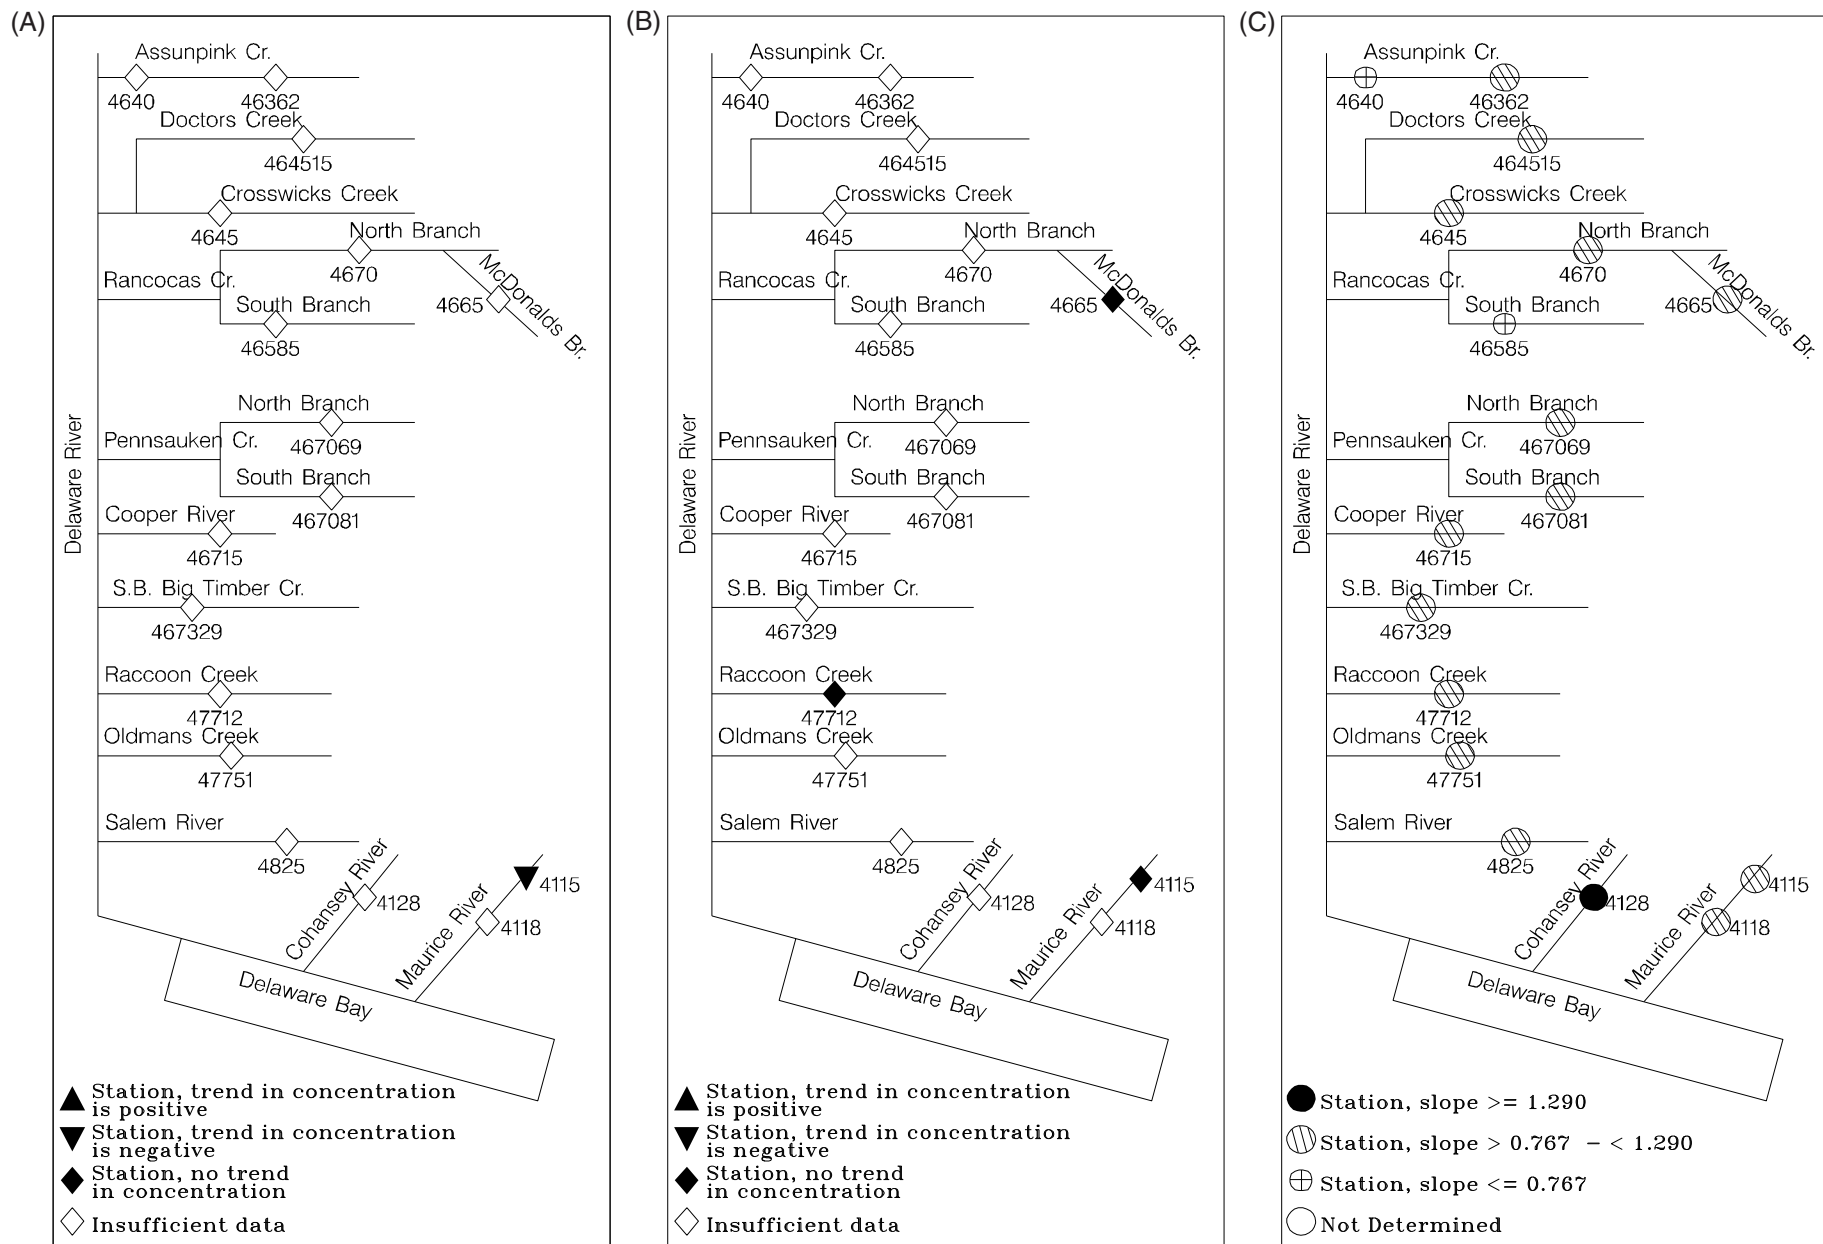 (A)
Assunpink Cr.
4640
46362
Doctors Creek
464515
Crosswicks Creek
4645
North Branch
4670
McDonalds Br.
Rancocas Cr.
4665
South Branch
46585
North Branch
467069
Pennsauken Cr.
South Branch
467081
Delaware River
Cooper River
46715
S.B. Big Timber Cr.
467329
Raccoon Creek
47712
Oldmans Creek
47751
Salem River
4825
Cohansey River
4128
Maurice River
4115
4118
Delaware Bay
Station, trend in concentration
is positive
Station, trend in concentration
is negative
Station, no trend
in concentration
Insufficient data
(B)
Assunpink Cr.
4640
46362
Doctors Creek
464515
Crosswicks Creek
4645
North Branch
4670
McDonalds Br.
Rancocas Cr.
4665
South Branch
46585
North Branch
467069
Pennsauken Cr.
South Branch
467081
Delaware River
Cooper River
46715
S.B. Big Timber Cr.
467329
Raccoon Creek
47712
Oldmans Creek
47751
Salem River
4825
Cohansey River
4128
Maurice River
4115
4118
Delaware Bay
Station, trend in concentration
is positive
Station, trend in concentration
is negative
Station, no trend
in concentration
Insufficient data
(C)
Assunpink Cr.
4640
46362
Doctors Creek
464515
Crosswicks Creek
4645
North Branch
4670
McDonalds Br.
Rancocas Cr.
4665
South Branch
46585
North Branch
467069
Pennsauken Cr.
South Branch
467081
Delaware River
Cooper River
46715
S.B. Big Timber Cr.
467329
Raccoon Creek
47712
Oldmans Creek
47751
Salem River
4825
Cohansey River
4128
Maurice River
4115
4118
Delaware Bay
Station, slope >= 1.290
Station, slope > 0.767 - < 1.290
Station, slope <= 0.767
Not Determined